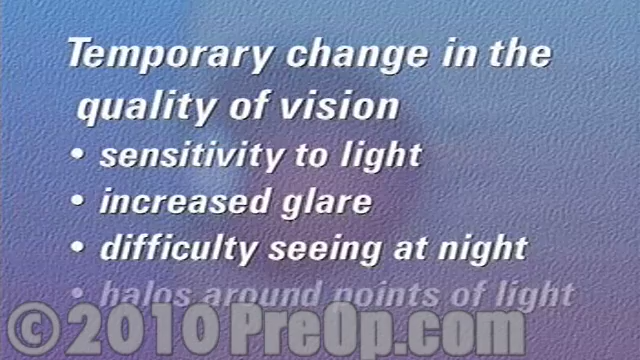 Temporary change in the
quality of vision
• sensitivity to light
• increased glare
• difficulty seeing at night
• halos around points of light
© 2010 PreOp.com